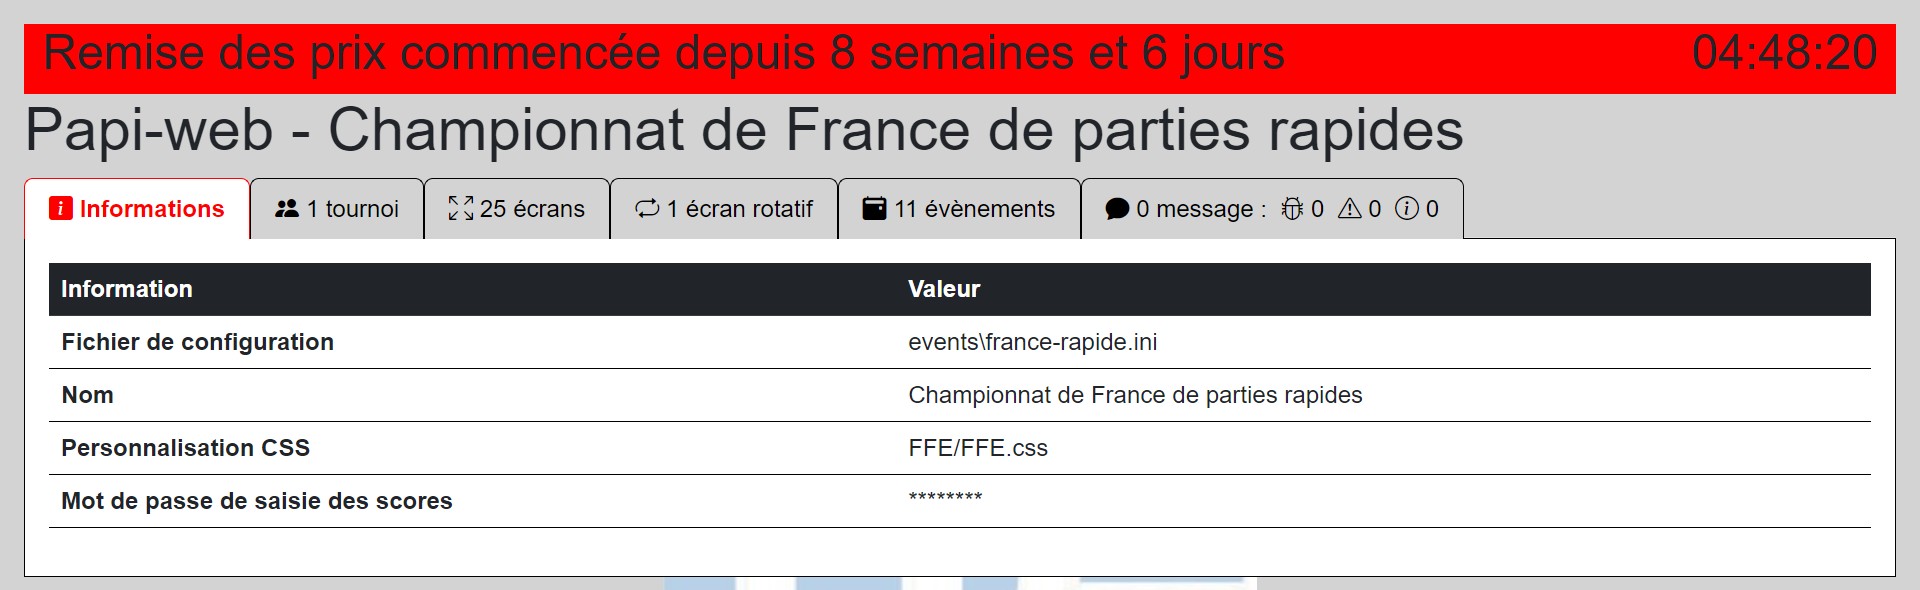 Remise des prix commencée depuis 8 semaines et 6 jours 04:48:20
Papi-web - Championnat de France de parties rapides
Informations 1 tournoi 25 écrans 1 écran rotatif 11 évènements 0 message : 0 0 0
Information Valeur
Fichier de configuration events\france-rapide.ini
Nom Championnat de France de parties rapides
Personnalisation CSS FFE/FFE.css
Mot de passe de saisie des scores ********